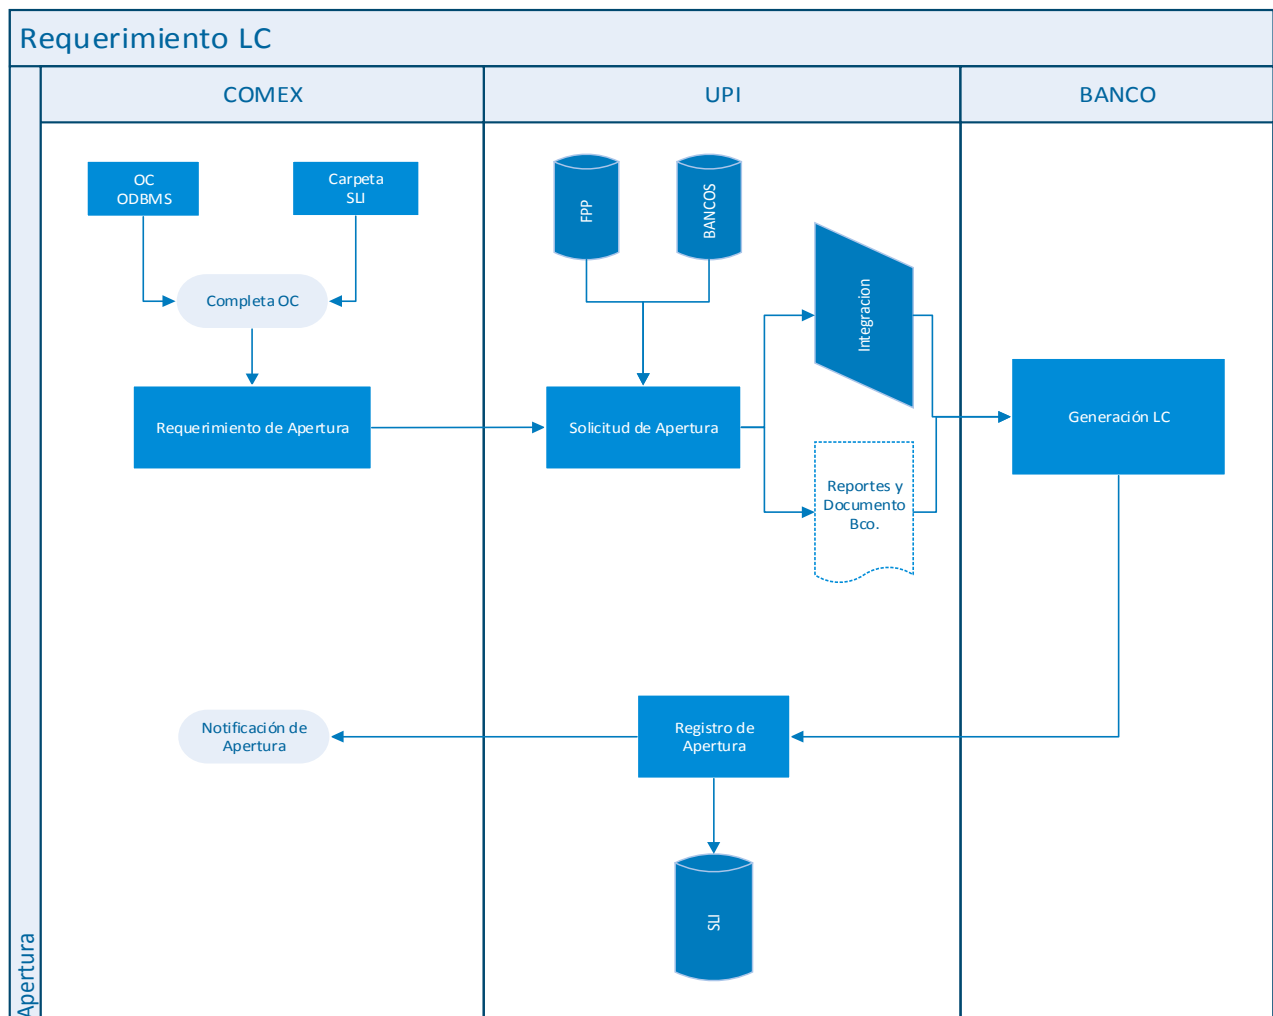 Requerimiento LC
COMEX
UPI
BANCO
OC
ODBMS
Carpeta
SLI
FPP
BANCOS
Completa OC
Integracion
Requerimiento de Apertura
Solicitud de Apertura
Generación LC
Reportes y
Documento
Bco.
Notificación de
Apertura
Registro de
Apertura
SLI
Apertura